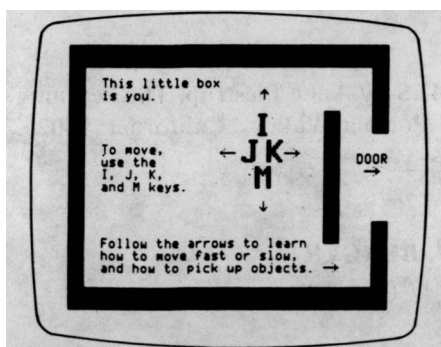 This little box
is you.
↑
I
To move,
use the
I, J, K,
and M keys.
← J K →
M
↓
DOOR
→
Follow the arrows to learn
how to move fast or slow,
and how to pick up objects. →